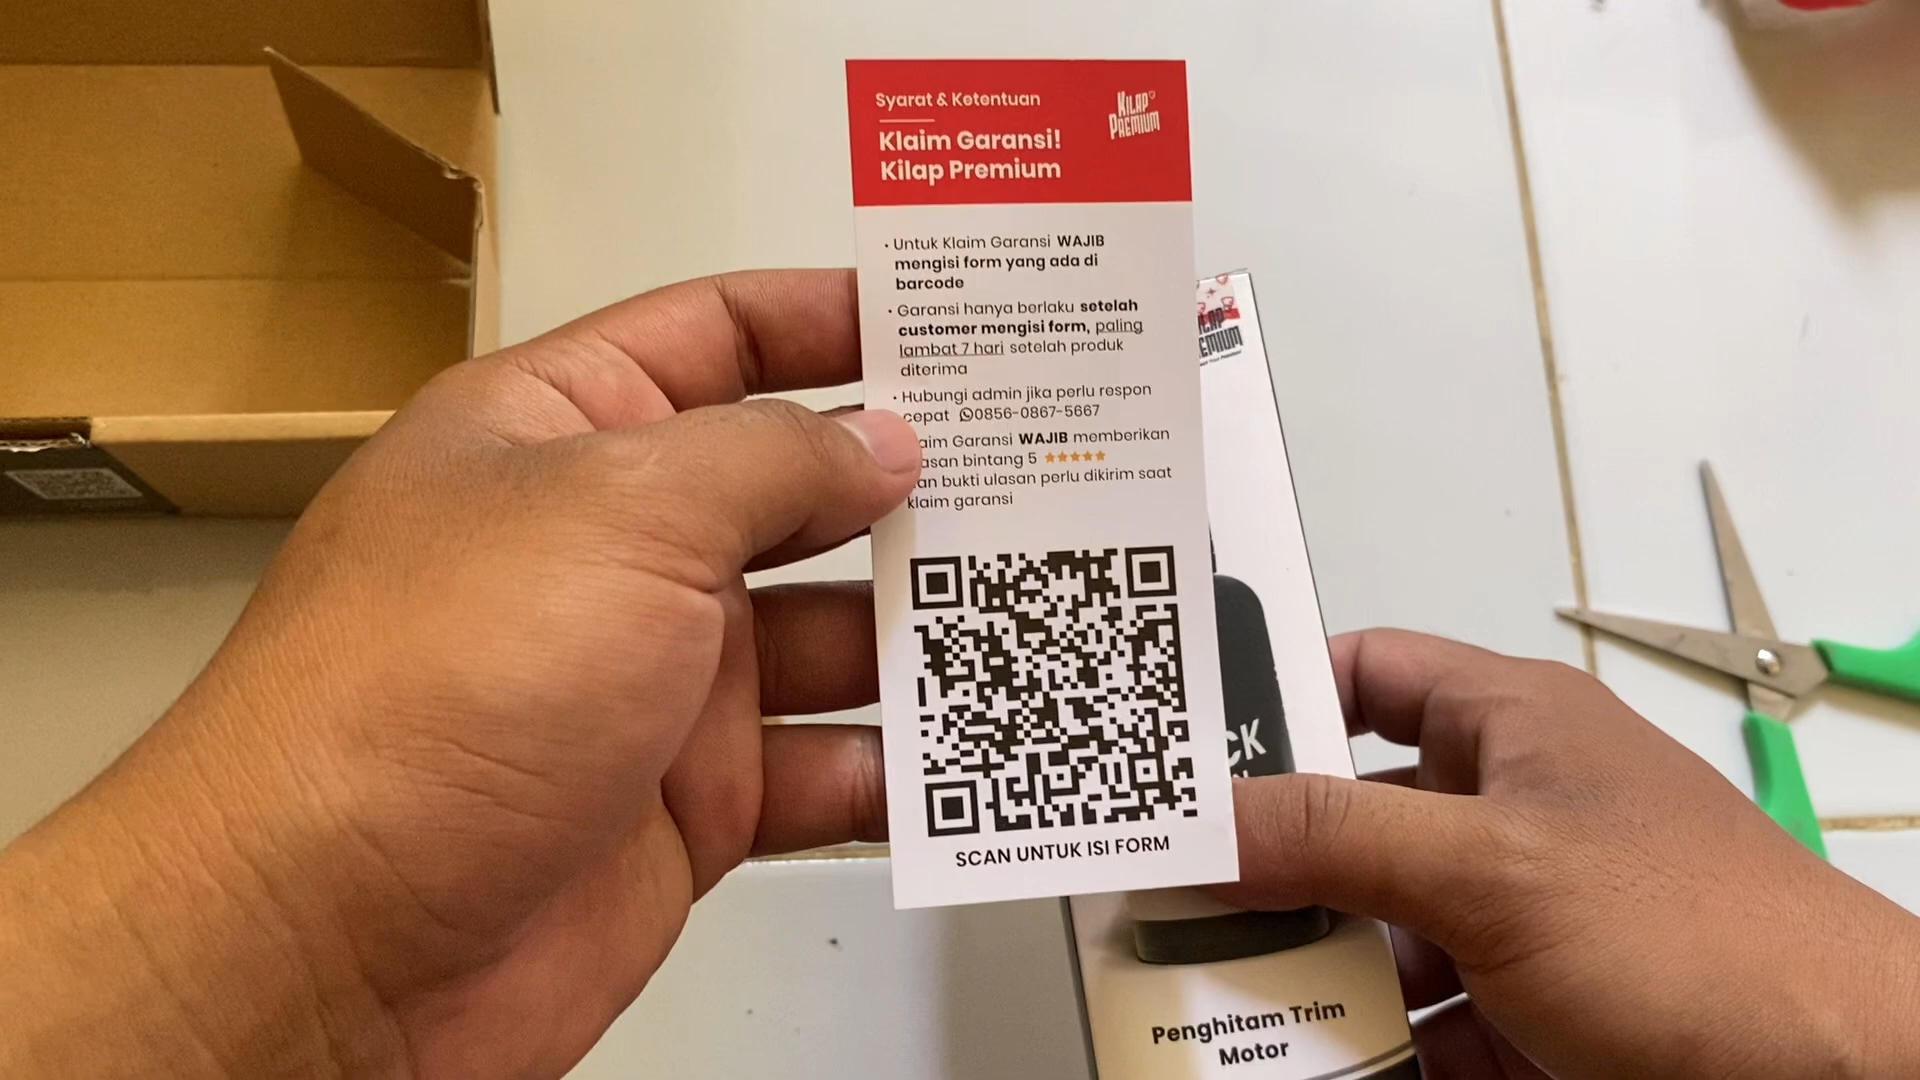 Syarat & Ketentuan
KILAP
PREMIUM
Klaim Garansi!
Kilap Premium
• Untuk Klaim Garansi WAJIB
mengisi form yang ada di
barcode
• Garansi hanya berlaku setelah
customer mengisi form, paling
lambat 7 hari setelah produk
diterima
• Hubungi admin jika perlu respon
cepat 0856-0867-5667
Garansi WAJIB memberikan
bintang 5
bukti ulasan perlu dikirim saat
klaim garansi
SCAN UNTUK ISI FORM
Penghitam Trim
Motor